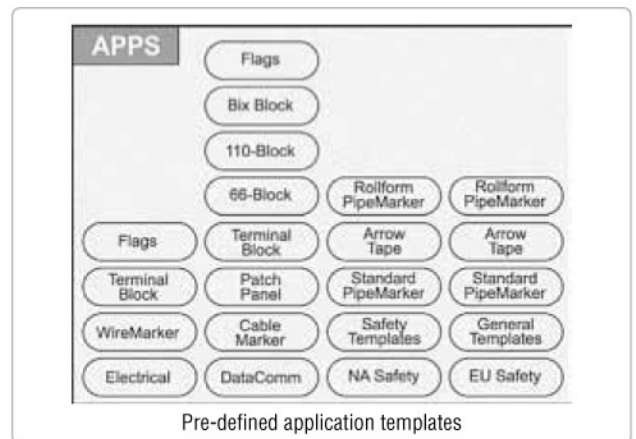 APPS
Flags
Bix Block
110-Block
66-Block
Rollform
PipeMarker
Rollform
PipeMarker
Flags
Terminal
Block
Arrow
Tape
Arrow
Tape
Terminal
Block
Patch
Panel
Standard
PipeMarker
Standard
PipeMarker
WireMarker
Cable
Marker
Safety
Templates
General
Templates
Electrical
DataComm
NA Safety
EU Safety
Pre-defined application templates